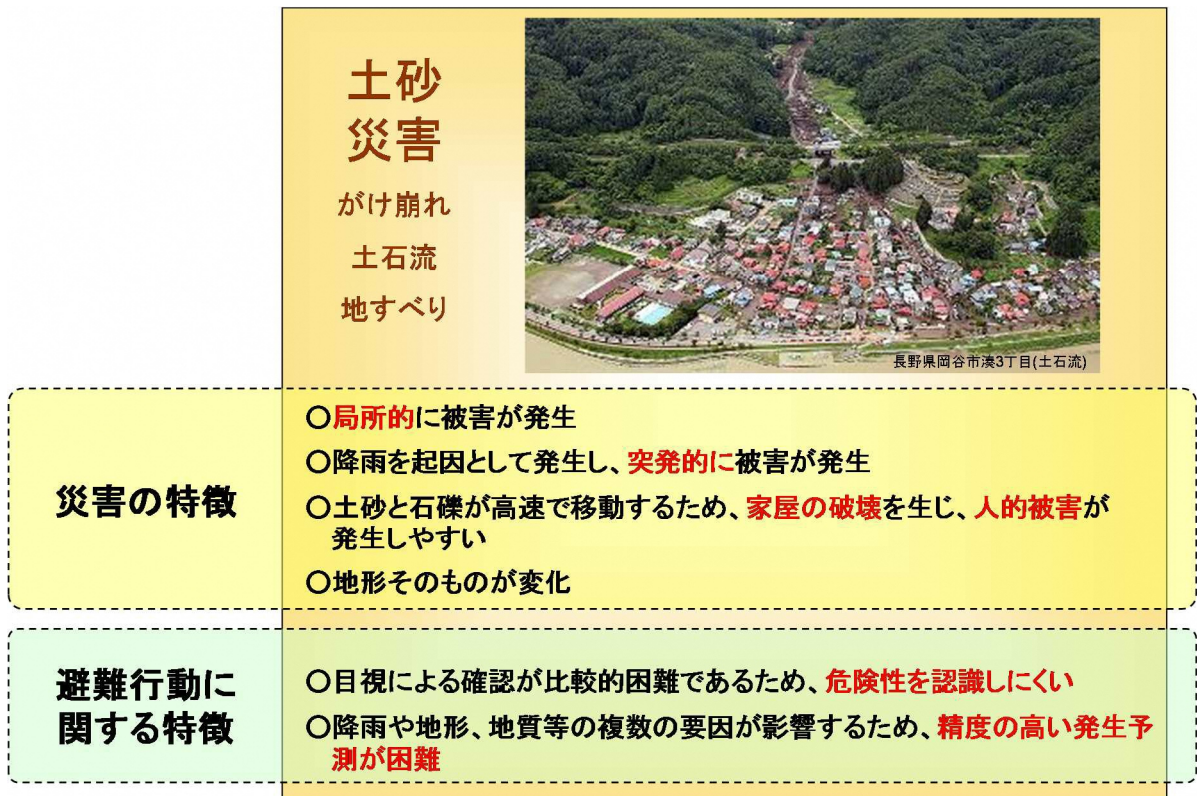 土砂
災害
がけ崩れ
土石流
地すべり
長野県岡谷市湊3丁目(土石流)
災害の特徴
○局所的に被害が発生
○降雨を起因として発生し、突発的に被害が発生
○土砂と石礫が高速で移動するため、家屋の破壊を生じ、人的被害が
発生しやすい
○地形そのものが変化
避難行動に
関する特徴
○目視による確認が比較的困難であるため、危険性を認識しにくい
○降雨や地形、地質等の複数の要因が影響するため、精度の高い発生予
測が困難